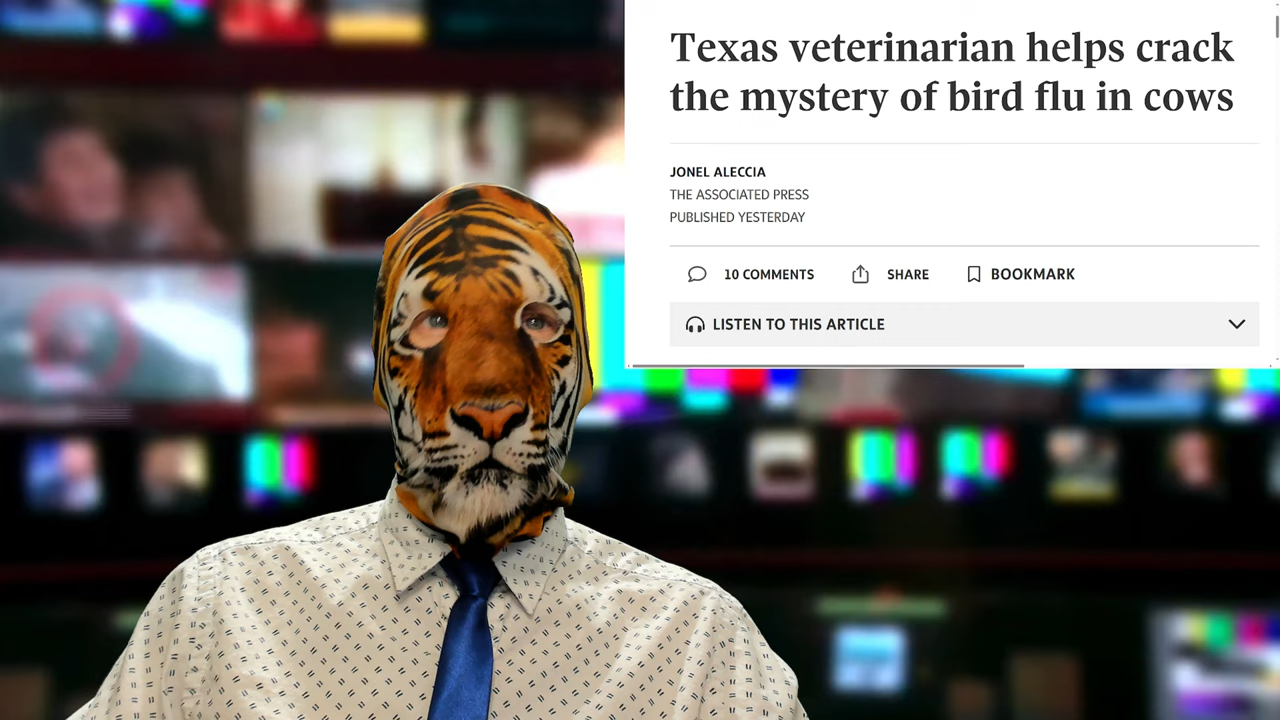 Texas veterinarian helps crack
the mystery of bird flu in cows
JONEL ALECCIA
THE ASSOCIATED PRESS
PUBLISHED YESTERDAY
10 COMMENTS SHARE BOOKMARK
LISTEN TO THIS ARTICLE